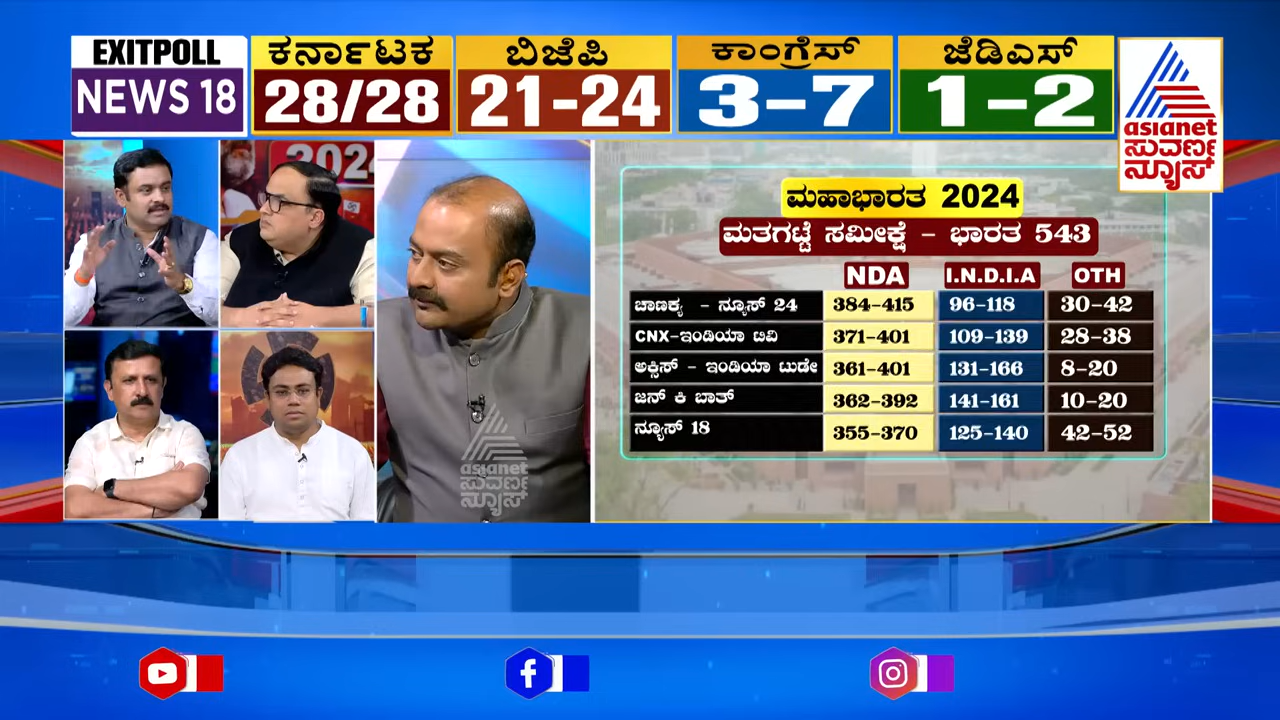 EXITPOLL
NEWS 18
ಕರ್ನಾಟಕ
28/28
ಬಿಜೆಪಿ
21-24
ಕಾಂಗ್ರೆಸ್
3-7
ಜೆಡಿಎಸ್
1-2
asianet
ಸುವರ್ಣ
ನ್ಯೂಸ್
2024
ಮಹಾಭಾರತ 2024
ಮತಗಟ್ಟೆ ಸಮೀಕ್ಷೆ - ಭಾರತ 543
NDA I.N.D.I.A OTH
ಚಾಣಕ್ಯ - ನ್ಯೂಸ್ 24 384-415 96-118 30-42
CNX-ಇಂಡಿಯಾ ಟಿವಿ 371-401 109-139 28-38
ಅಕ್ಸಿಸ್ - ಇಂಡಿಯಾ ಟುಡೇ 361-401 131-166 8-20
ಜನ್ ಕಿ ಬಾತ್ 362-392 141-161 10-20
ನ್ಯೂಸ್ 18 355-370 125-140 42-52
asianet
ಸುವರ್ಣ
ನ್ಯೂಸ್